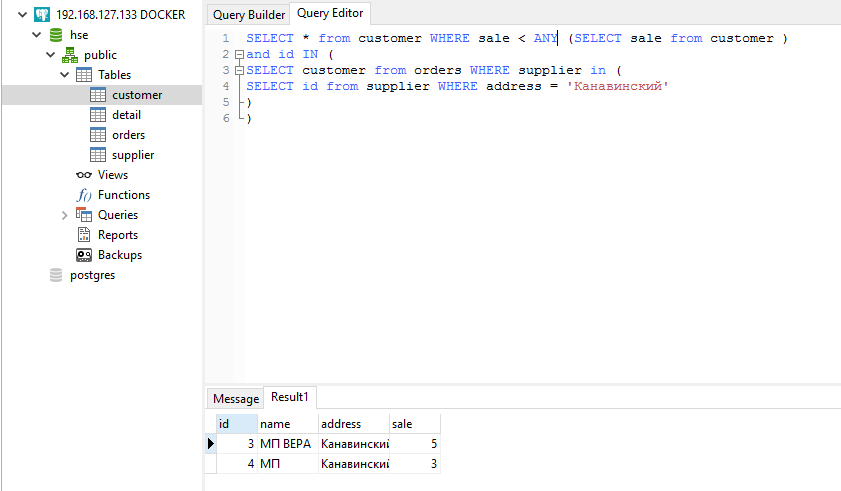 192.168.127.133 DOCKER
hse
public
Tables
customer
detail
orders
supplier
Views
Functions
Queries
Reports
Backups
postgres
Query Builder Query Editor
1 SELECT * from customer WHERE sale < ANY (SELECT sale from customer )
2 and id IN (
3 SELECT customer from orders WHERE supplier in (
4 SELECT id from supplier WHERE address = 'Канавинский'
5 )
6 )
Message Result1
id name address sale
3 МП ВЕРА Канавинский 5
4 МП Канавинский 3